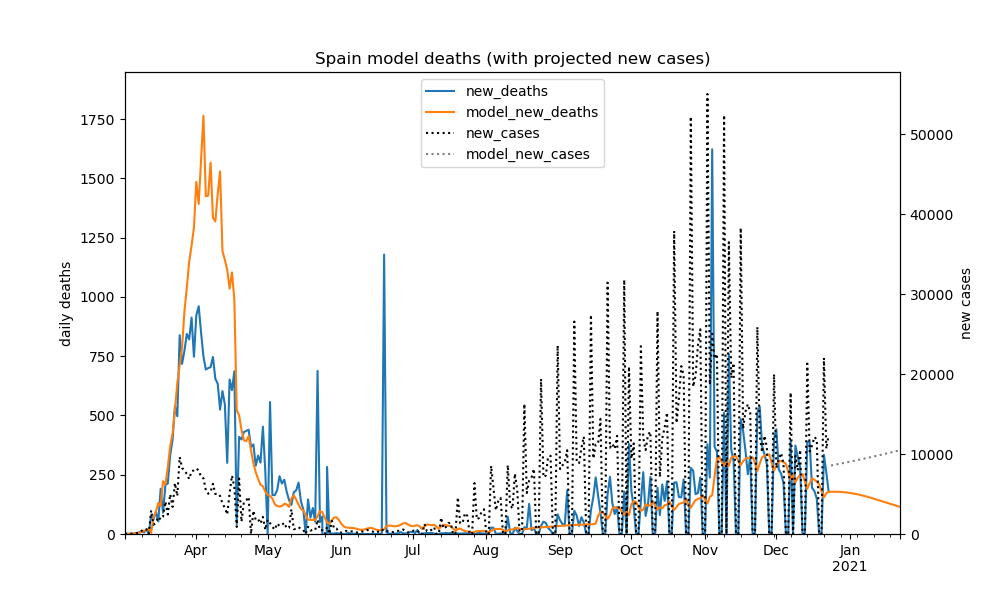 Spain model deaths (with projected new cases)
new_deaths
model_new_deaths
new_cases
model_new_cases
daily deaths
1750
1500
1250
1000
750
500
250
0
new cases
50000
40000
30000
20000
10000
0
Apr
May
Jun
Jul
Aug
Sep
Oct
Nov
Dec
Jan
2021